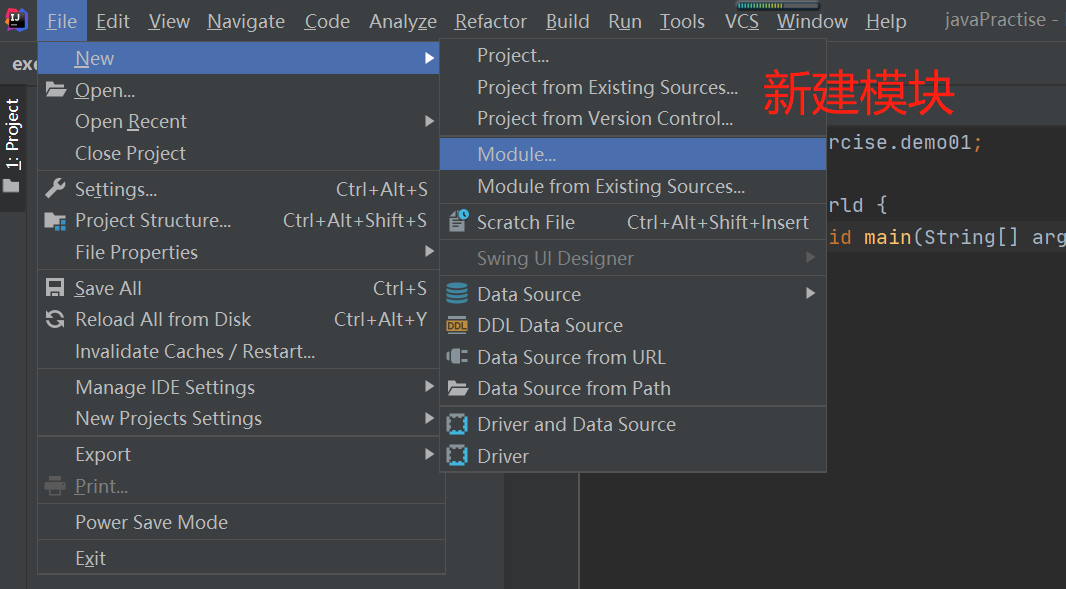 File Edit View Navigate Code Analyze Refactor Build Run Tools VCS Window Help javaPractise -
exe
1: Project
New
Open...
Open Recent
Close Project
Settings... Ctrl+Alt+S
Project Structure... Ctrl+Alt+Shift+S
File Properties
Save All Ctrl+S
Reload All from Disk Ctrl+Alt+Y
Invalidate Caches / Restart...
Manage IDE Settings
New Projects Settings
Export
Print...
Power Save Mode
Exit
Project...
Project from Existing Sources...
Project from Version Control...
Module...
Module from Existing Sources...
Scratch File Ctrl+Alt+Shift+Insert
Swing UI Designer
Data Source
DDL Data Source
Data Source from URL
Data Source from Path
Driver and Data Source
Driver
新建模块
rcise.demo01;
rld {
id main(String[] arg